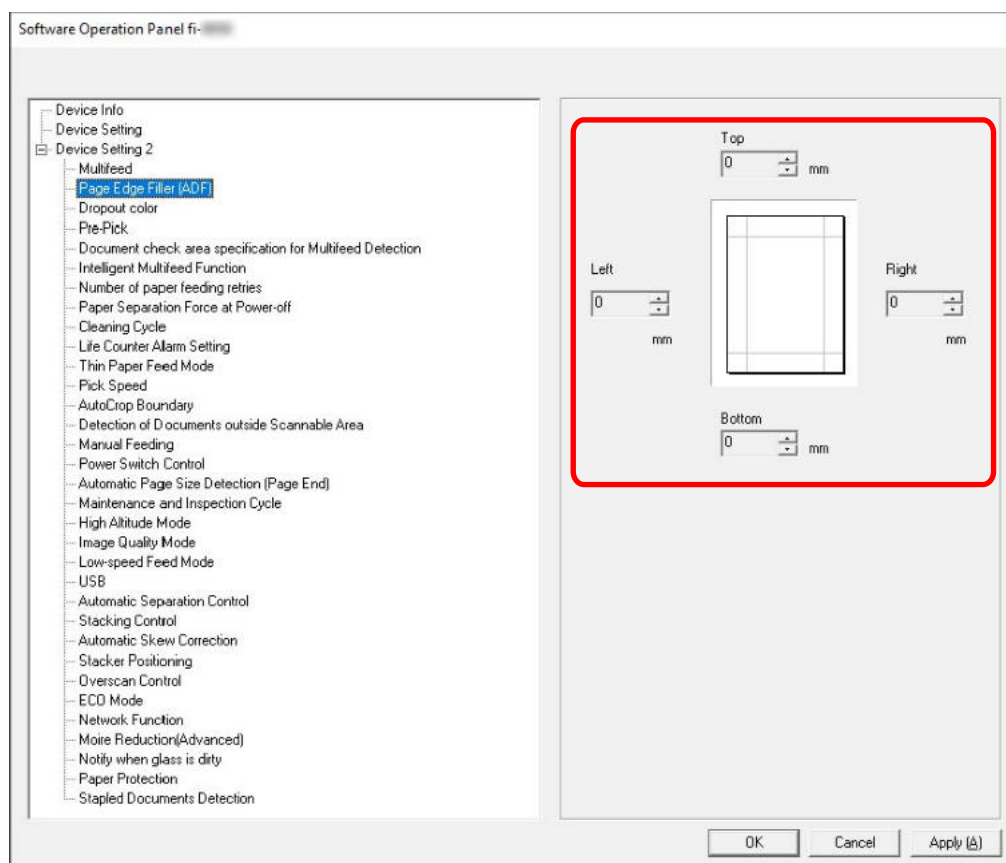 Software Operation Panel fi-
Device Info
Device Setting
Device Setting 2
Multifeed
Page Edge Filler (ADF)
Dropout color
Pre-Pick
Document check area specification for Multifeed Detection
Intelligent Multifeed Function
Number of paper feeding retries
Paper Separation Force at Power-off
Cleaning Cycle
Life Counter Alarm Setting
Thin Paper Feed Mode
Pick Speed
AutoCrop Boundary
Detection of Documents outside Scannable Area
Manual Feeding
Power Switch Control
Automatic Page Size Detection (Page End)
Maintenance and Inspection Cycle
High Altitude Mode
Image Quality Mode
Low-speed Feed Mode
USB
Automatic Separation Control
Stacking Control
Automatic Skew Correction
Stacker Positioning
Overscan Control
ECO Mode
Network Function
Moire Reduction(Advanced)
Notify when glass is dirty
Paper Protection
Stapled Documents Detection
Top
0 mm
Left
0
mm
Right
0
mm
Bottom
0 mm
OK Cancel Apply (A)